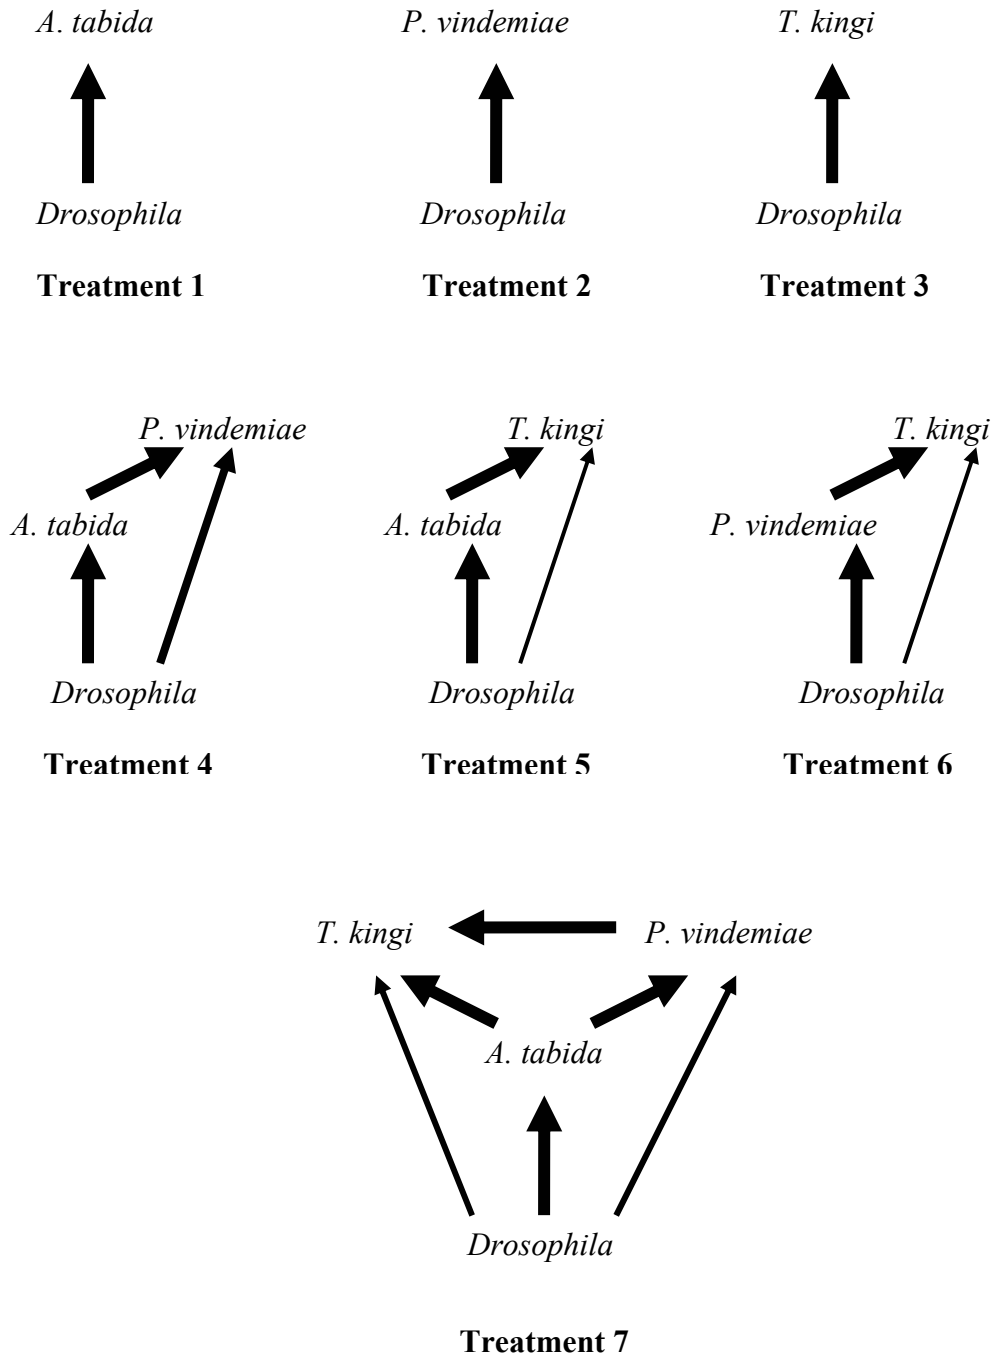 A. tabida P. vindemiae T. kingi
Drosophila Drosophila Drosophila
Treatment 1 Treatment 2 Treatment 3
P. vindemiae T. kingi T. kingi
A. tabida A. tabida P. vindemiae
Drosophila Drosophila Drosophila
Treatment 4 Treatment 5 Treatment 6
T. kingi P. vindemiae
A. tabida
Drosophila
Treatment 7